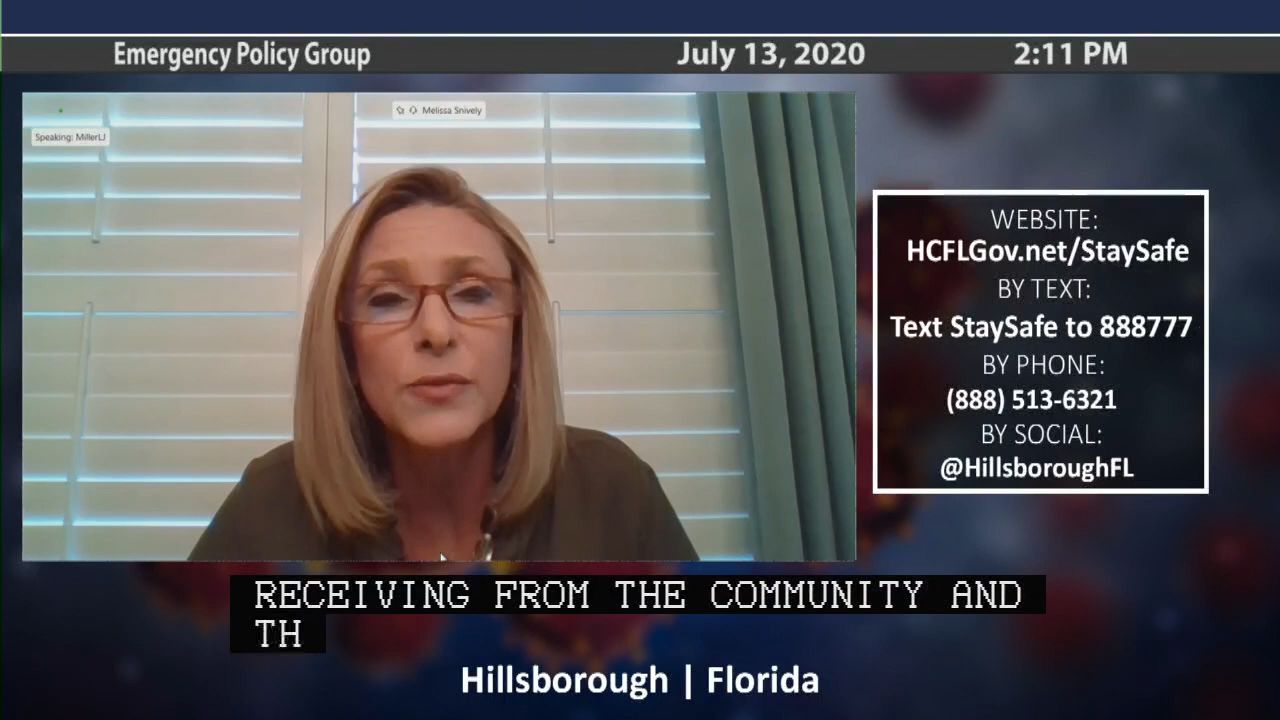 Emergency Policy Group
July 13, 2020
2:11 PM
Melissa Snively
Speaking: MillerLJ
WEBSITE:
HCFLGov.net/StaySafe
BY TEXT:
Text StaySafe to 888777
BY PHONE:
(888) 513-6321
BY SOCIAL:
@HillsboroughFL
RECEIVING FROM THE COMMUNITY AND
TH
Hillsborough | Florida